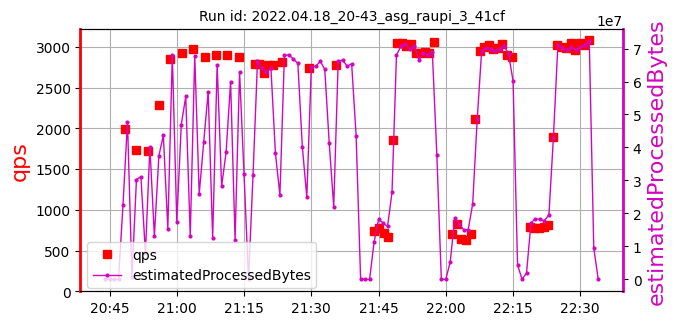 Run id: 2022.04.18_20-43_asg_raupi_3_41cf
1e7
3000
2500
2000
1500
1000
500
0
qps
7
6
5
4
3
2
1
0
estimatedProcessedBytes
qps
estimatedProcessedBytes
20:45 21:00 21:15 21:30 21:45 22:00 22:15 22:30